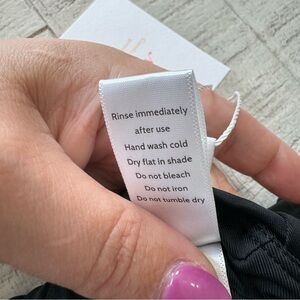 Rinse immediately
after use
Hand wash cold
Dry flat in shade
Do not bleach
Do not iron
Do not tumble dry